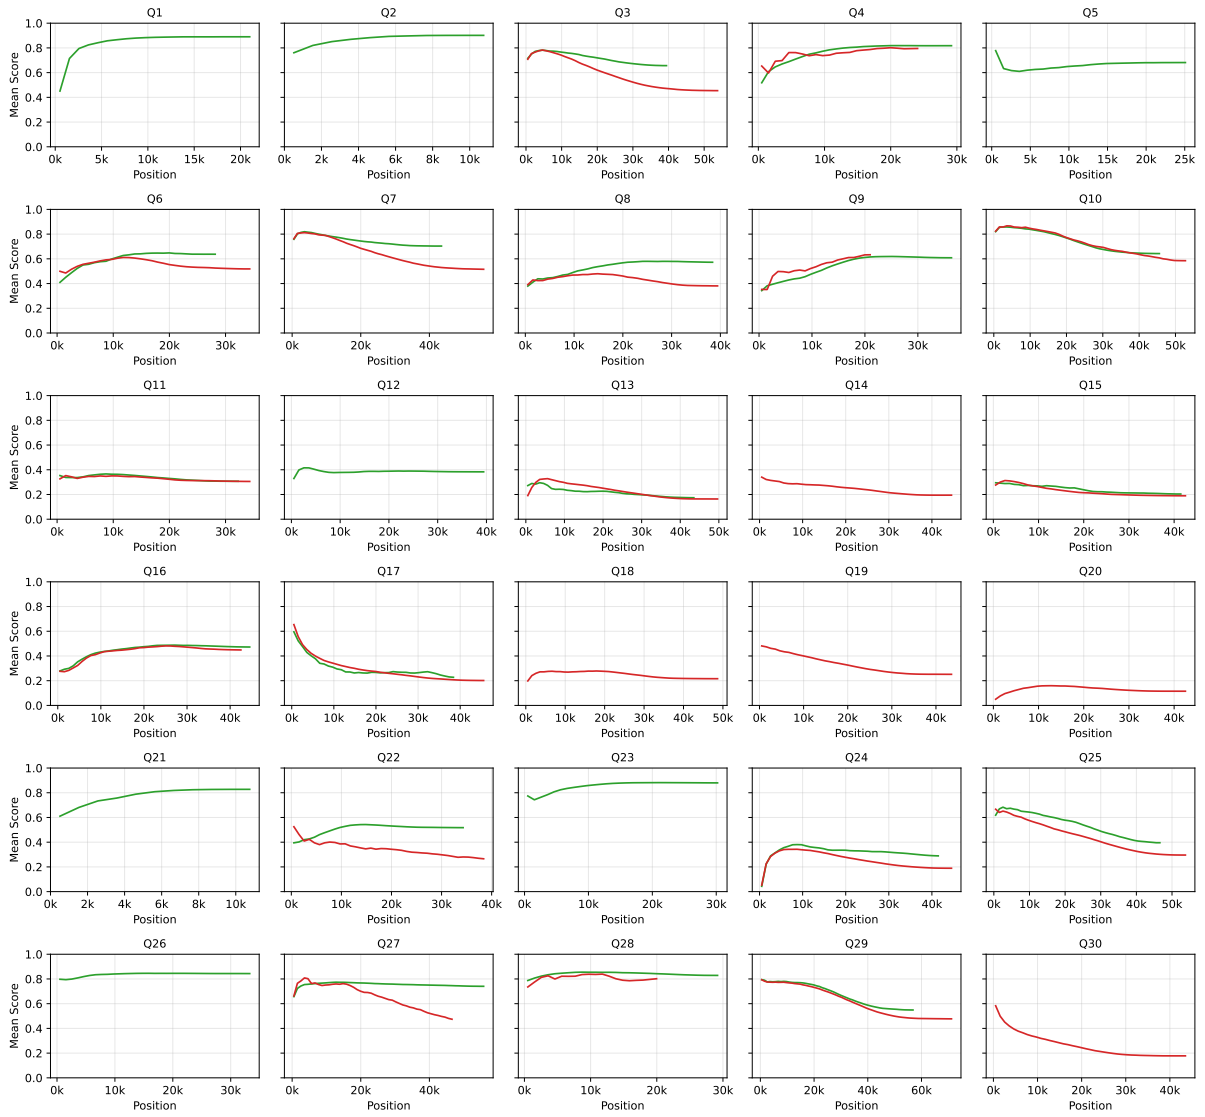 Q1 Q2 Q3 Q4 Q5
Mean Score
1.0
0.8
0.6
0.4
0.2
0.0
0k 5k 10k 15k 20k 0k 2k 4k 6k 8k 10k 0k 10k 20k 30k 40k 50k 0k 10k 20k 30k 0k 5k 10k 15k 20k 25k
Position Position Position Position Position
Q6 Q7 Q8 Q9 Q10
Mean Score
1.0
0.8
0.6
0.4
0.2
0.0
0k 10k 20k 30k 0k 20k 40k 0k 10k 20k 30k 40k 0k 10k 20k 30k 0k 10k 20k 30k 40k 50k
Position Position Position Position Position
Q11 Q12 Q13 Q14 Q15
Mean Score
1.0
0.8
0.6
0.4
0.2
0.0
0k 10k 20k 30k 0k 10k 20k 30k 40k 0k 10k 20k 30k 40k 50k 0k 10k 20k 30k 40k 0k 10k 20k 30k 40k
Position Position Position Position Position
Q16 Q17 Q18 Q19 Q20
Mean Score
1.0
0.8
0.6
0.4
0.2
0.0
0k 10k 20k 30k 40k 0k 10k 20k 30k 40k 0k 10k 20k 30k 40k 50k 0k 10k 20k 30k 40k 0k 10k 20k 30k 40k
Position Position Position Position Position
Q21 Q22 Q23 Q24 Q25
Mean Score
1.0
0.8
0.6
0.4
0.2
0.0
0k 2k 4k 6k 8k 10k 0k 10k 20k 30k 40k 0k 10k 20k 30k 0k 10k 20k 30k 40k 0k 10k 20k 30k 40k 50k
Position Position Position Position Position
Q26 Q27 Q28 Q29 Q30
Mean Score
1.0
0.8
0.6
0.4
0.2
0.0
0k 10k 20k 30k 0k 20k 40k 0k 10k 20k 30k 0k 20k 40k 60k 0k 10k 20k 30k 40k
Position Position Position Position Position